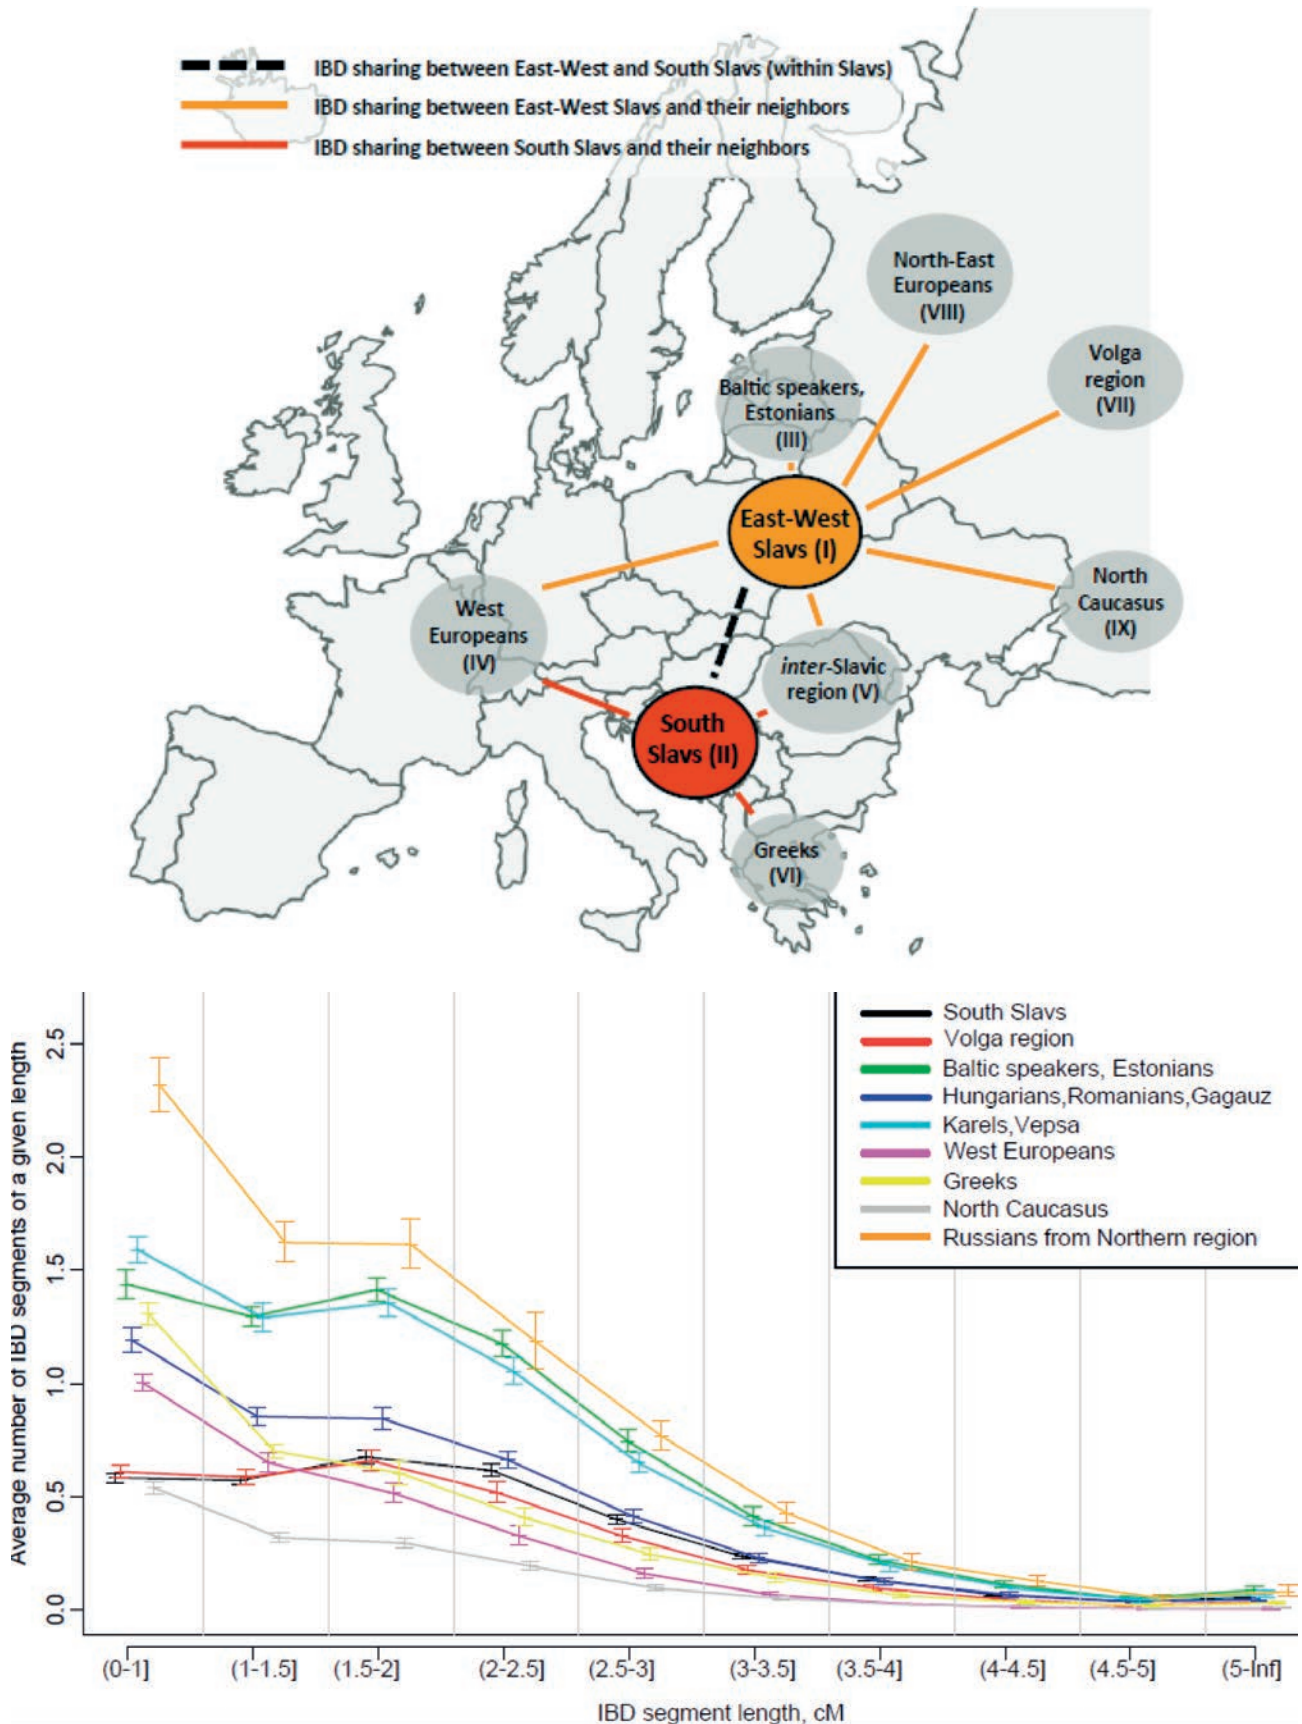 IBD sharing between East-West and South Slavs (within Slavs)
IBD sharing between East-West Slavs and their neighbors
IBD sharing between South Slavs and their neighbors
North-East
Europeans
(VIII)
Volga
region
(VII)
Baltic speakers,
Estonians
(III)
East-West
Slavs (I)
North
Caucasus
(IX)
West
Europeans
(IV)
inter-Slavic
region (V)
South
Slavs (II)
Greeks
(VI)
Average number of IBD segments of a given length
2.5
2.0
1.5
1.0
0.5
0.0
South Slavs
Volga region
Baltic speakers, Estonians
Hungarians,Romanians,Gagauz
Karels,Vepsa
West Europeans
Greeks
North Caucasus
Russians from Northern region
(0-1] (1-1.5] (1.5-2] (2-2.5] (2.5-3] (3-3.5] (3.5-4] (4-4.5] (4.5-5] (5-Inf]
IBD segment length, cM